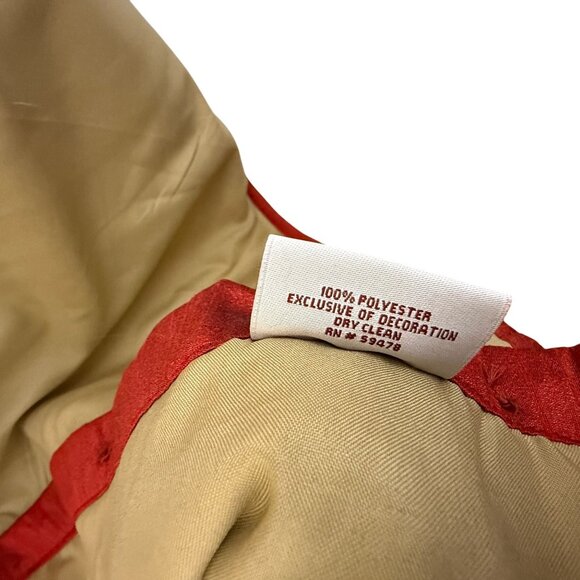 100% POLYESTER
EXCLUSIVE OF DECORATION
DRY CLEAN
RN # 59478